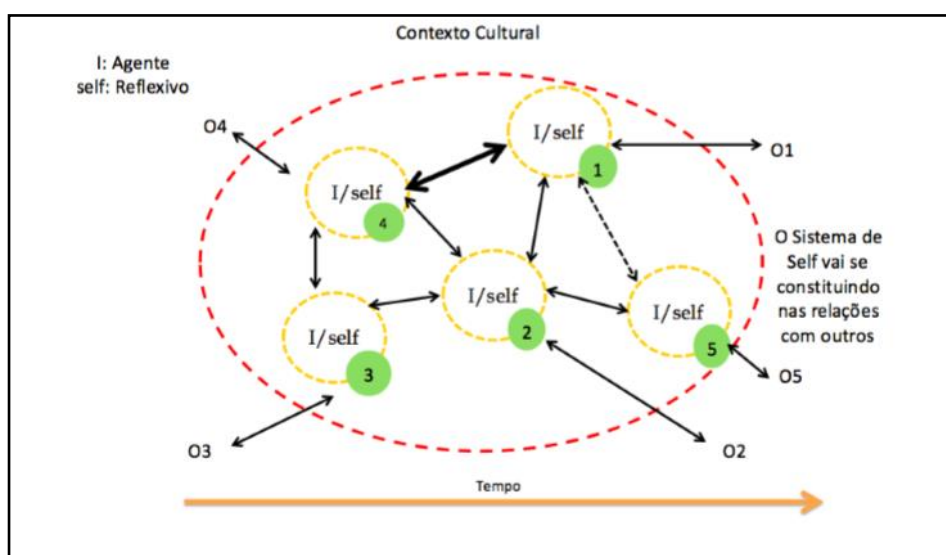 Contexto Cultural
I: Agente
self: Reflexivo
O4
I/self
1
O1
I/self
4
O Sistema de
Self vai se
constituindo
nas relações
com outros
I/self
2
I/self
5
I/self
3
O5
O3
O2
Tempo